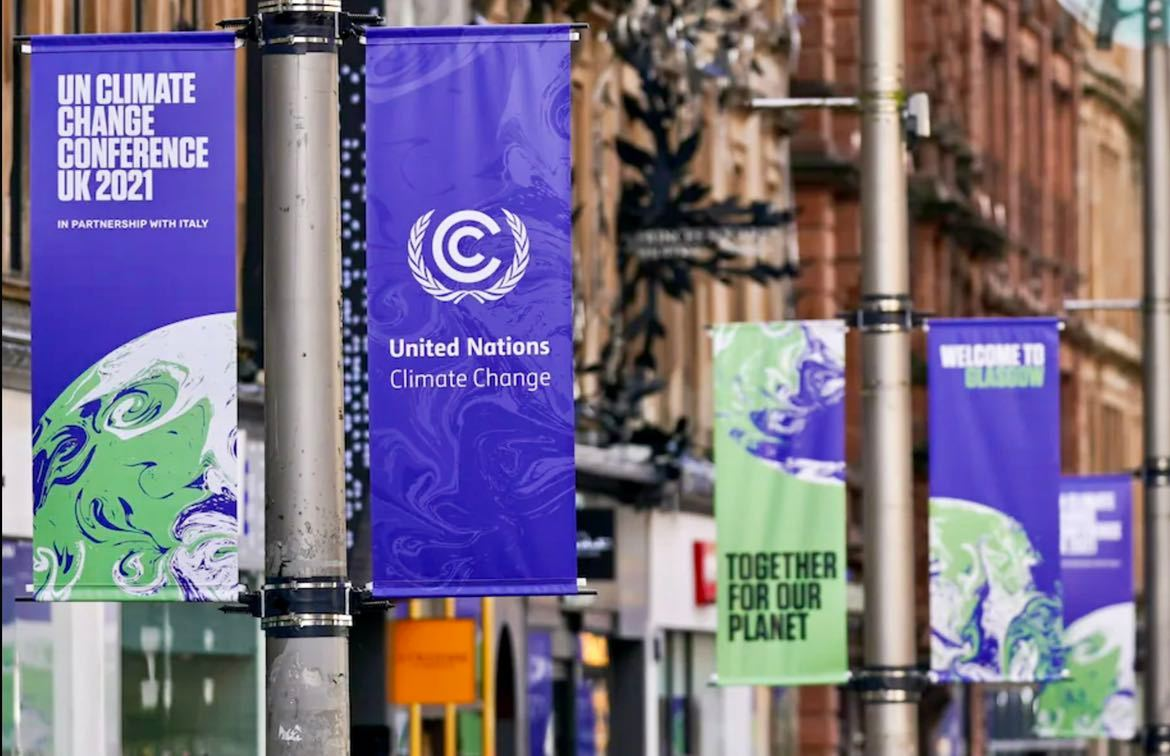 UN CLIMATE
CHANGE
CONFERENCE
UK 2021
IN PARTNERSHIP WITH ITALY
United Nations
Climate Change
TOGETHER
FOR OUR
PLANET
WELCOME TO
GLASGOW